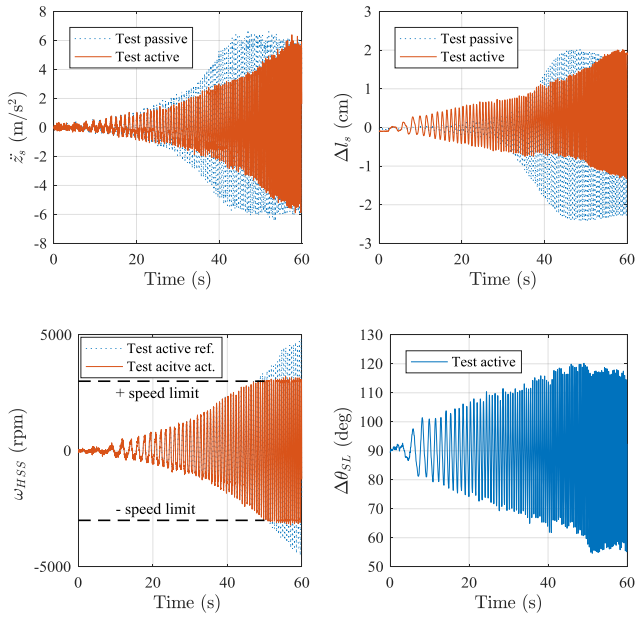 8
6
4
2
0
-2
-4
-6
-8
0 20 40 60
Time (s)
z̈ₛ (m/s²)
Test passive
Test active
3
2
1
0
-1
-2
-3
0 20 40 60
Time (s)
Δlₛ (cm)
Test passive
Test active
5000
0
-5000
0 20 40 60
Time (s)
ω_HSS (rpm)
Test active ref.
Test acitve act.
+ speed limit
- speed limit
130
120
110
100
90
80
70
60
50
0 20 40 60
Time (s)
Δθ_SL (deg)
Test active